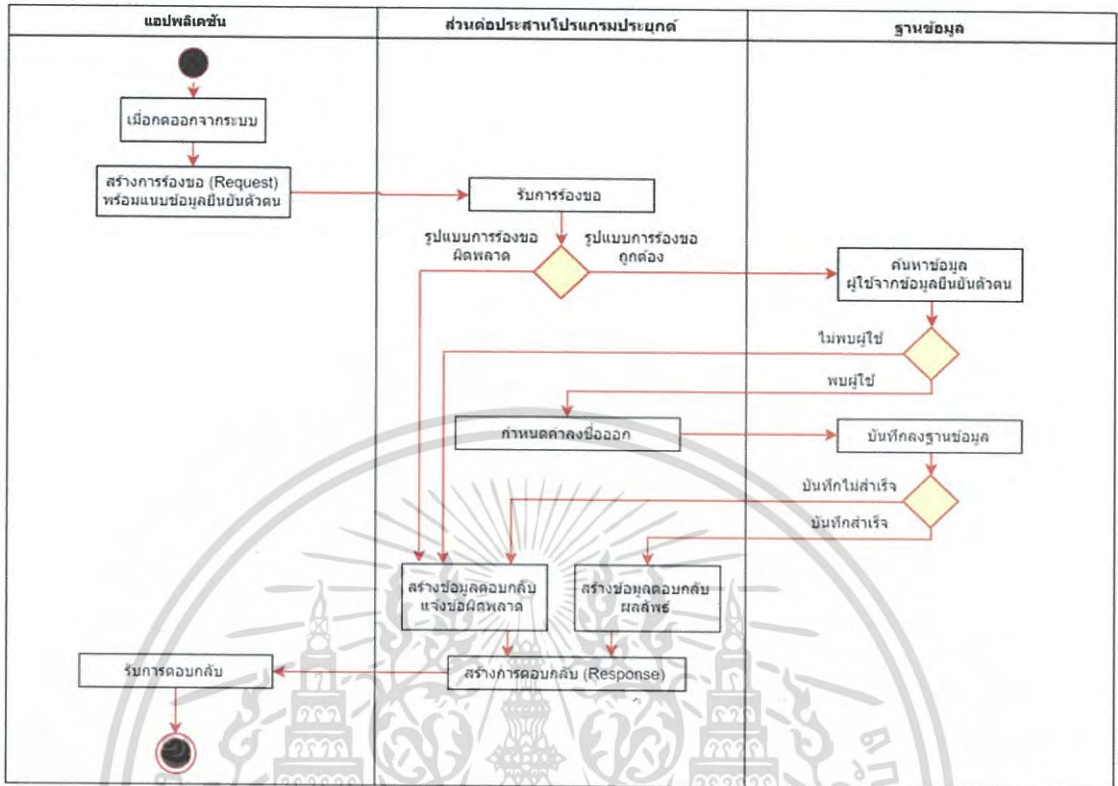 แอปพลิเคชัน
ส่วนต่อประสานโปรแกรมประยุกต์
ฐานข้อมูล
เมื่อกดออกจากระบบ
สร้างการร้องขอ (Request)
พร้อมแนบข้อมูลยืนยันตัวตน
รับการร้องขอ
รูปแบบการร้องขอ
ผิดพลาด
รูปแบบการร้องขอ
ถูกต้อง
ค้นหาข้อมูล
ผู้ใช้จากข้อมูลยืนยันตัวตน
ไม่พบผู้ใช้
พบผู้ใช้
กำหนดค่าลงชื่อออก
บันทึกลงฐานข้อมูล
บันทึกไม่สำเร็จ
บันทึกสำเร็จ
สร้างข้อมูลตอบกลับ
แจ้งข้อผิดพลาด
สร้างข้อมูลตอบกลับ
ผลลัพธ์
สร้างการตอบกลับ (Response)
รับการตอบกลับ